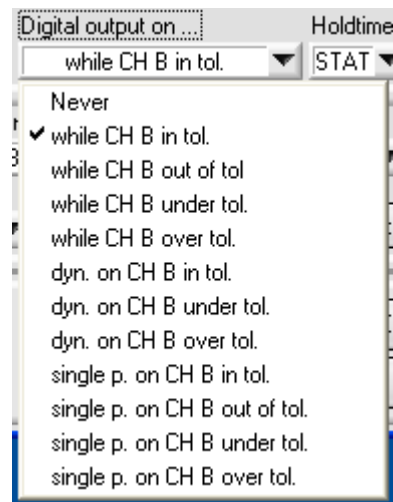 Digital output on ... Holdtime
while CH B in tol. STAT
Never
while CH B in tol.
while CH B out of tol
while CH B under tol.
while CH B over tol.
dyn. on CH B in tol.
dyn. on CH B under tol.
dyn. on CH B over tol.
single p. on CH B in tol.
single p. on CH B out of tol.
single p. on CH B under tol.
single p. on CH B over tol.